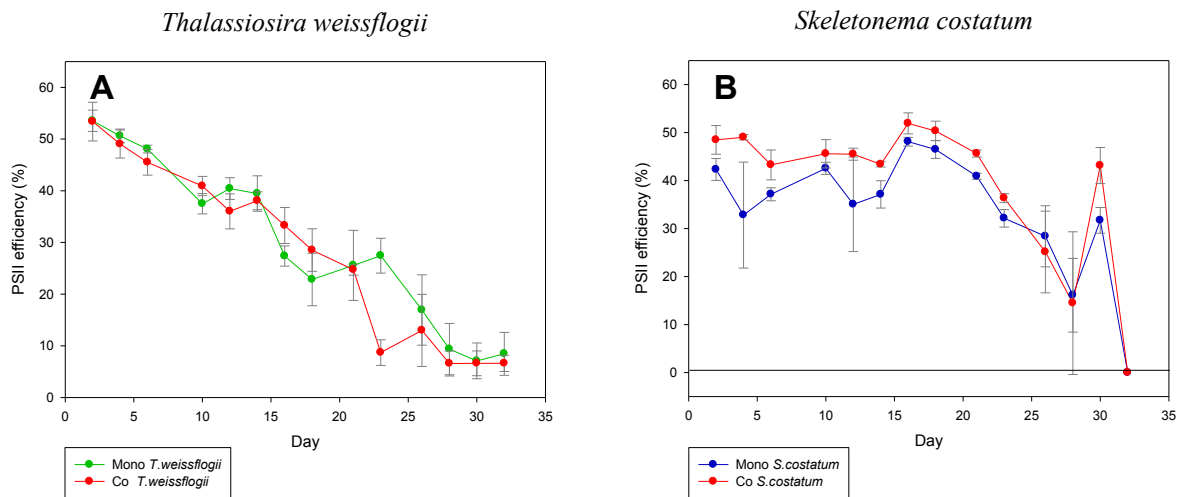 Thalassiosira weissflogii
Skeletonema costatum
A
PSII efficiency (%)
60
50
40
30
20
10
0
0 5 10 15 20 25 30 35
Day
Mono T.weissflogii
Co T.weissflogii
B
PSII efficiency (%)
60
50
40
30
20
10
0
0 5 10 15 20 25 30 35
Day
Mono S.costatum
Co S.costatum